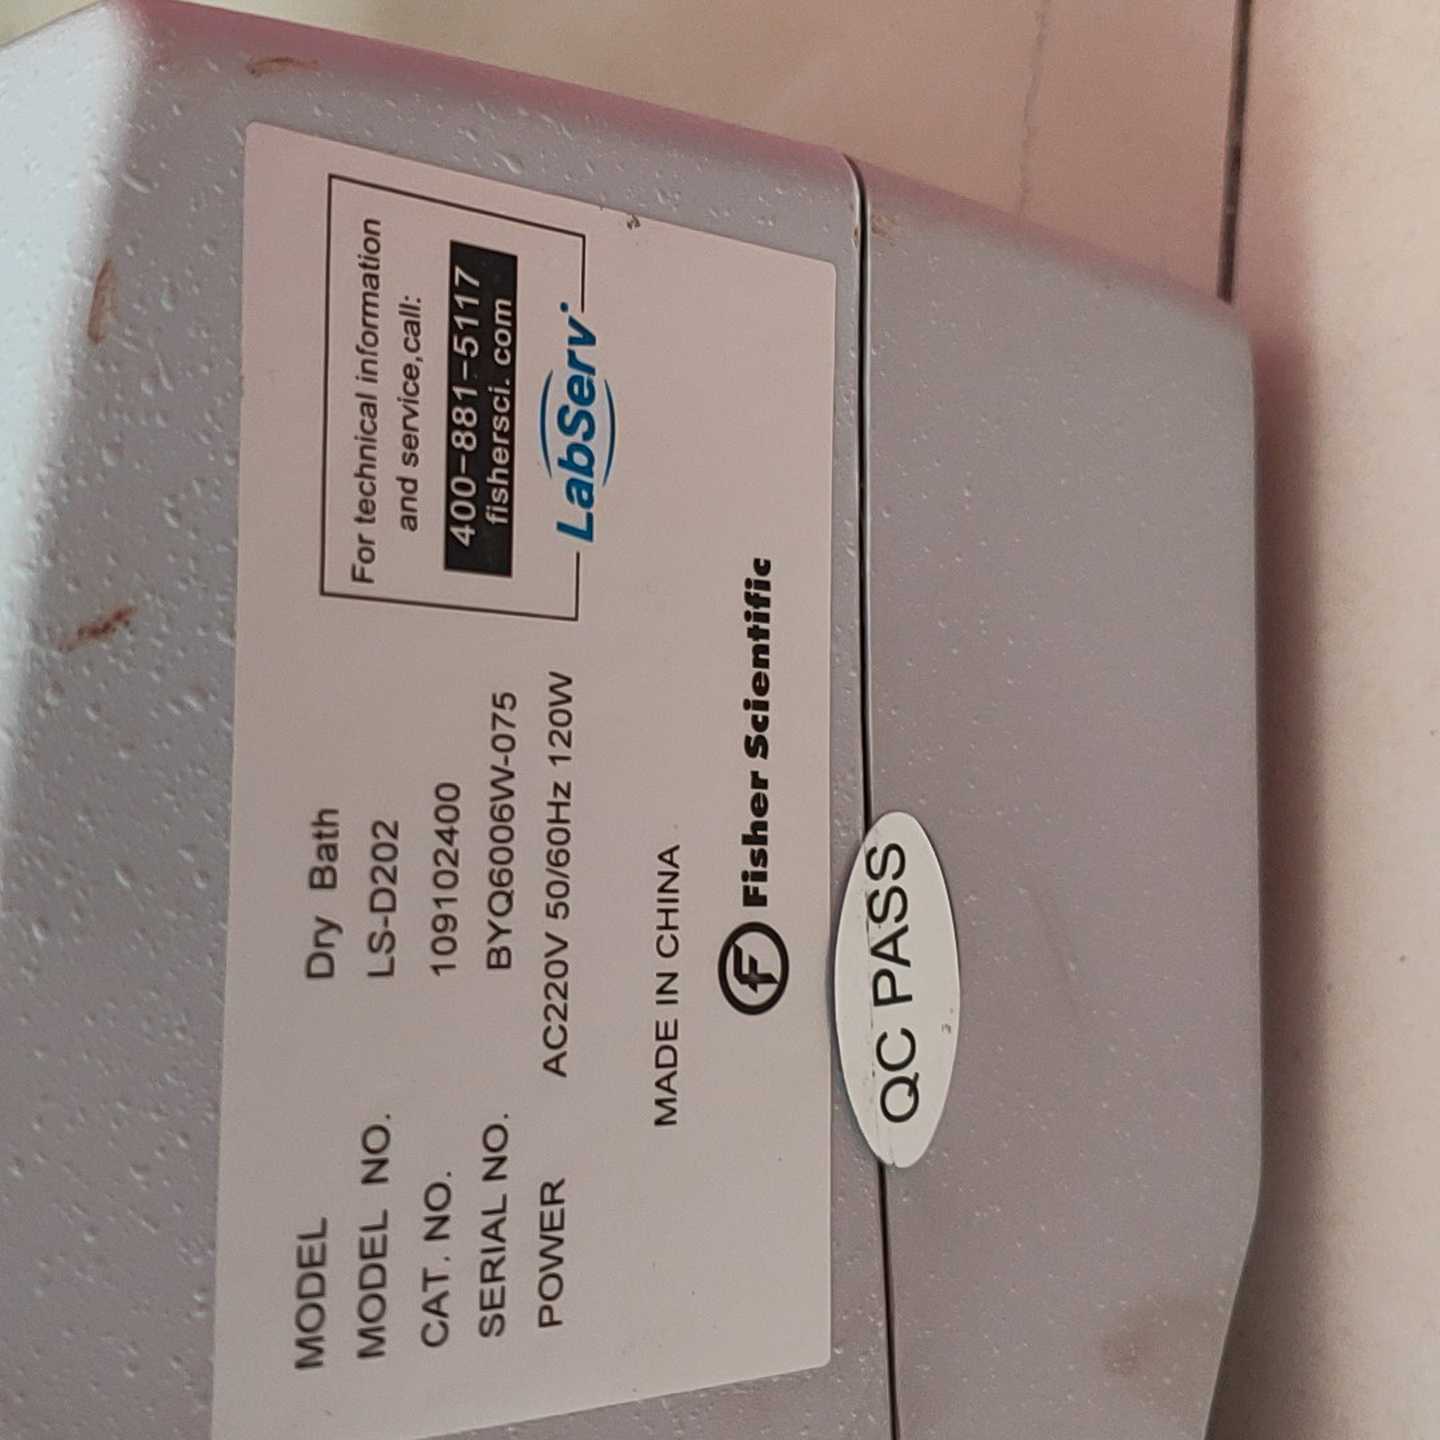 MODEL Dry Bath
MODEL NO. LS-D202
CAT. NO. 109102400
SERIAL NO. BYQ6006W-075
POWER AC220V 50/60Hz 120W
MADE IN CHINA
Fisher Scientific
For technical information
and service,call:
400-881-5117
fishersci. com
LabServ
QC PASS